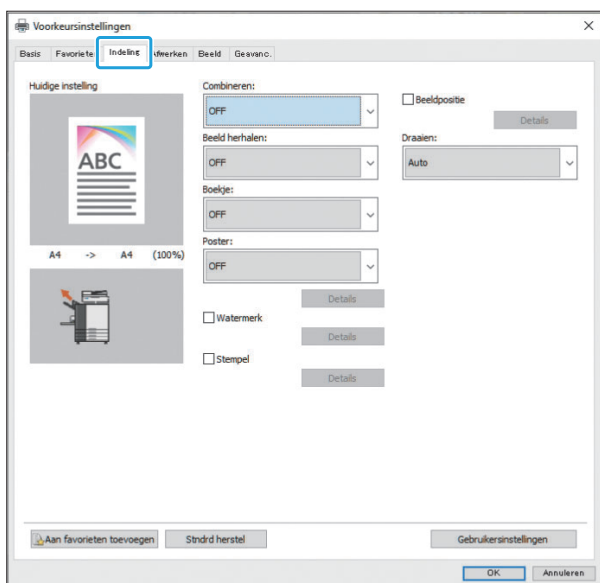 Voorkeursinstellingen
Basis Favoriete Indeling Afwerken Beeld Geavanc.
Huidige instelling
ABC
A4 -> A4 (100%)
Combineren:
OFF
Beeld herhalen:
OFF
Boekje:
OFF
Poster:
OFF
Details
Watermerk
Details
Stempel
Details
Beeldpositie
Details
Draaien:
Auto
Aan favorieten toevoegen Stndrd herstel Gebruikersinstellingen
OK Annuleren